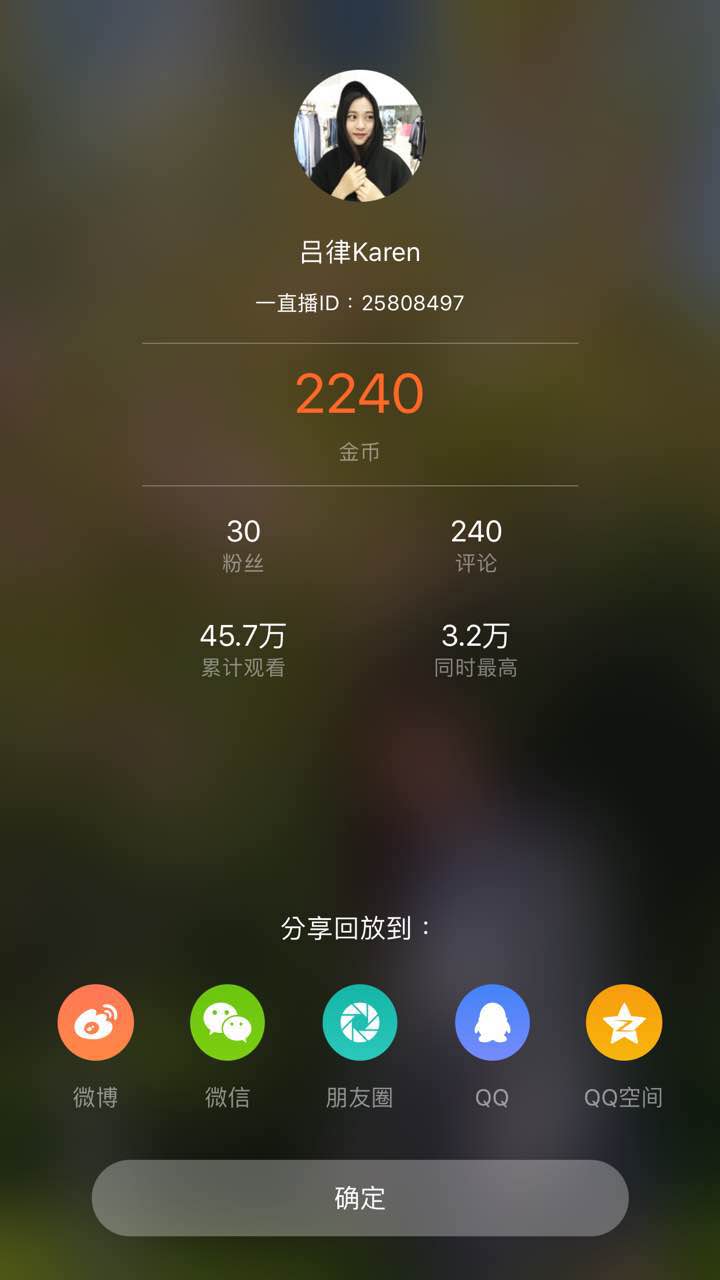 吕律Karen
一直播ID：25808497
2240
金币
30 240
粉丝 评论
45.7万 3.2万
累计观看 同时最高
分享回放到：
微博 微信 朋友圈 QQ QQ空间
确定